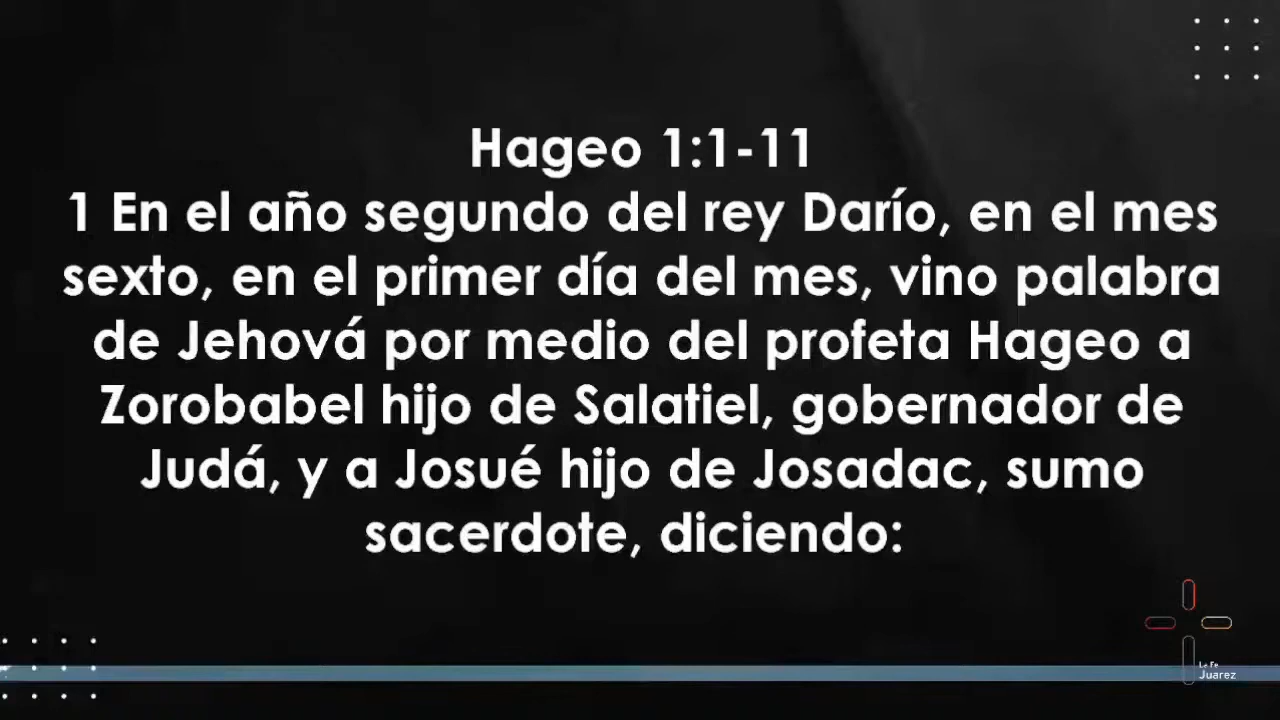 Hageo 1:1-11
1 En el año segundo del rey Darío, en el mes
sexto, en el primer día del mes, vino palabra
de Jehová por medio del profeta Hageo a
Zorobabel hijo de Salatiel, gobernador de
Judá, y a Josué hijo de Josadac, sumo
sacerdote, diciendo:
La Fe
Juarez